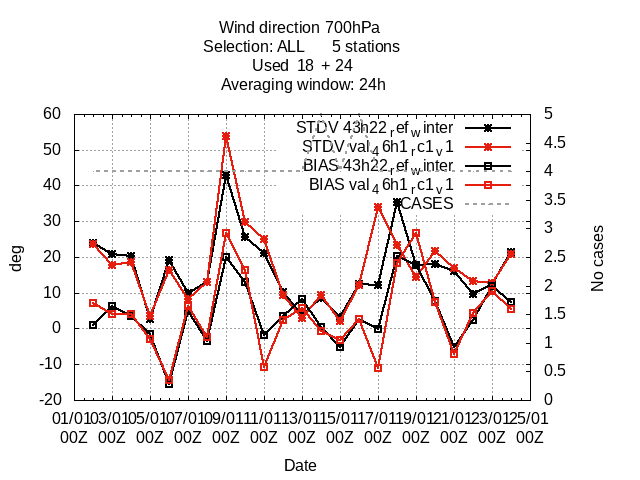 Wind direction 700hPa
Selection: ALL 5 stations
Used 18 + 24
Averaging window: 24h
STDV 43h22refwinter
STDV val46h1rc1v1
BIAS 43h22refwinter
BIAS val46h1rc1v1
CASES
60
50
40
30
20
10
0
-10
-20
5
4.5
4
3.5
3
2.5
2
1.5
1
0.5
0
deg
No cases
01/01 03/01 05/01 07/01 09/01 11/01 13/01 15/01 17/01 19/01 21/01 23/01 25/01
00Z 00Z 00Z 00Z 00Z 00Z 00Z 00Z 00Z 00Z 00Z 00Z 00Z
Date